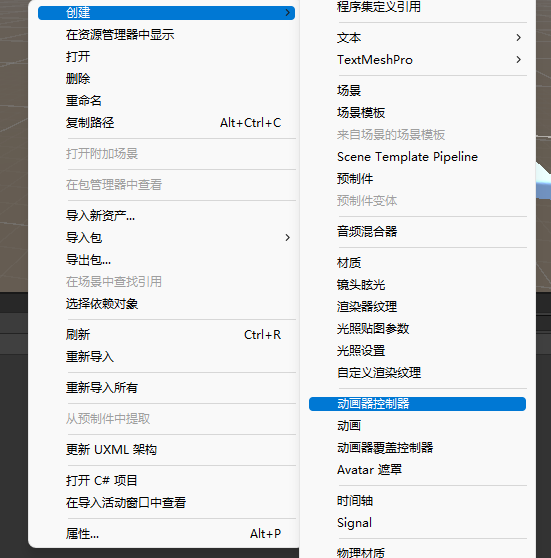 创建
在资源管理器中显示
打开
删除
重命名
复制路径 Alt+Ctrl+C
打开附加场景
在包管理器中查看
导入新资产...
导入包
导出包...
在场景中查找引用
选择依赖对象
刷新 Ctrl+R
重新导入
重新导入所有
从预制件中提取
更新 UXML 架构
打开 C# 项目
在导入活动窗口中查看
属性... Alt+P
程序集定义引用
文本
TextMeshPro
场景
场景模板
来自场景的场景模板
Scene Template Pipeline
预制件
预制件变体
音频混合器
材质
镜头眩光
渲染器纹理
光照贴图参数
光照设置
自定义渲染纹理
动画器控制器
动画
动画器覆盖控制器
Avatar 遮罩
时间轴
Signal
物理材质